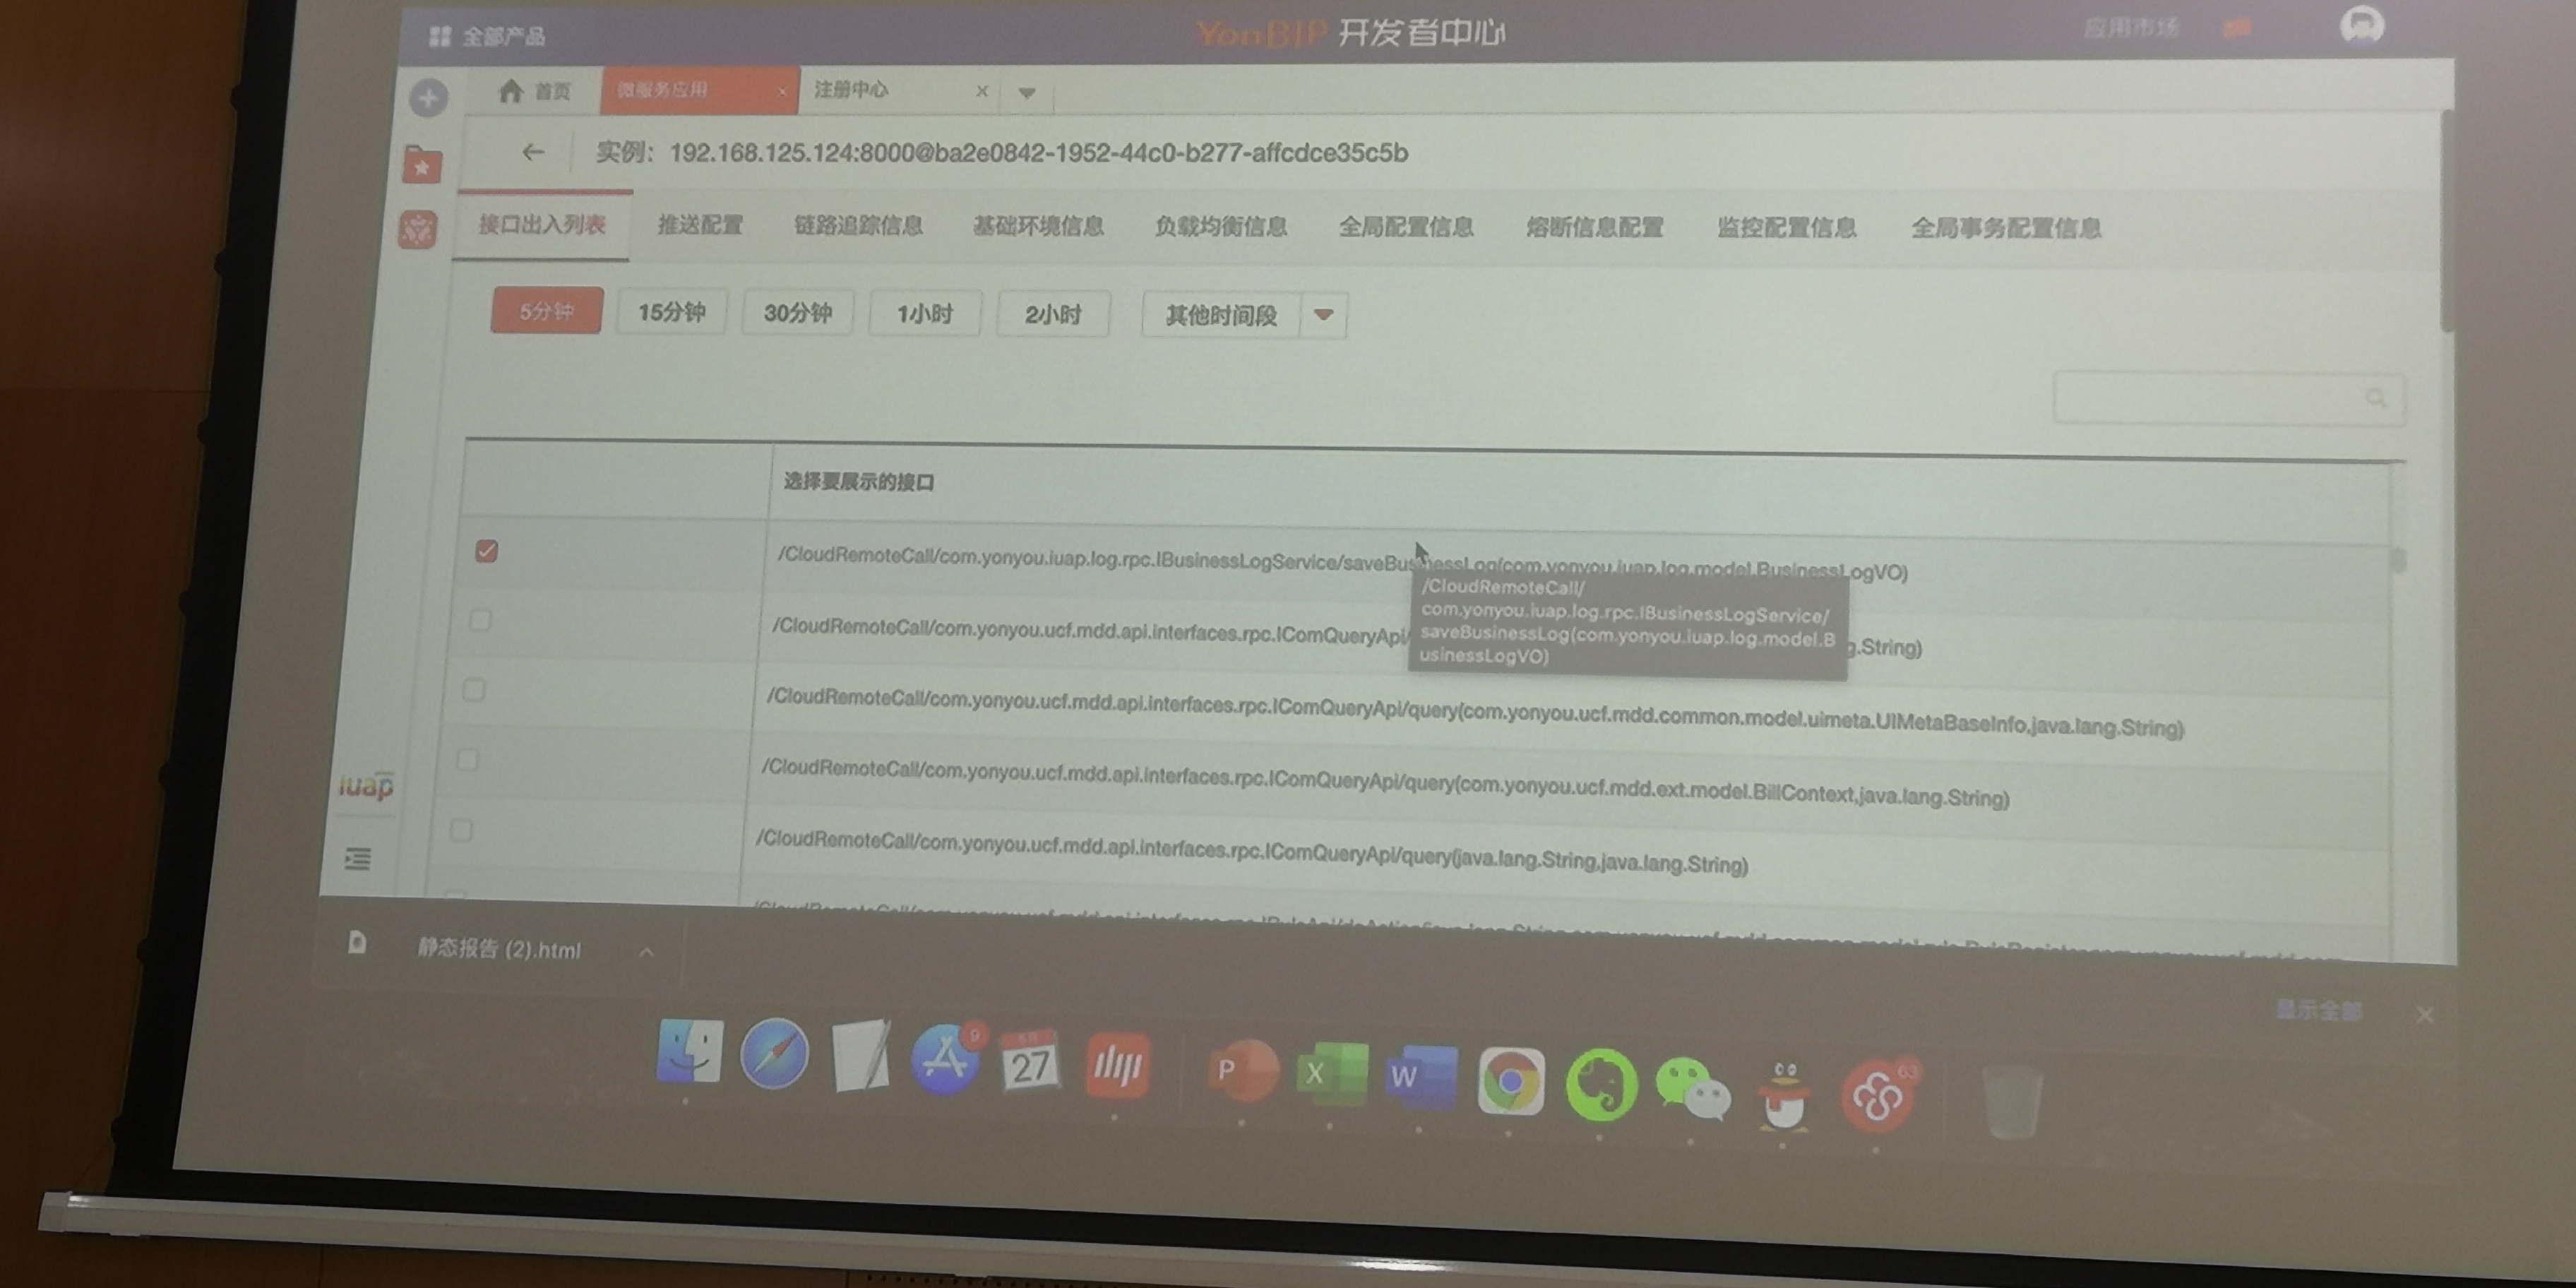 全部产品
YonBIP 开发者中心
应用市场
首页
微服务应用
注册中心
实例: 192.168.125.124:8000@ba2e0842-1952-44c0-b277-affcdce35c5b
接口出入列表 推送配置 链路追踪信息 基础环境信息 负载均衡信息 全局配置信息 熔断信息配置 监控配置信息 全局事务配置信息
5分钟 15分钟 30分钟 1小时 2小时 其他时间段
选择要展示的接口
/CloudRemoteCall/com.yonyou.iuap.log.rpc.IBusinessLogService/saveBusinessLog(com.yonyou.iuap.log.model.BusinessLogVO)
/CloudRemoteCall/
com.yonyou.iuap.log.rpc.IBusinessLogService/
saveBusinessLog(com.yonyou.iuap.log.model.B
usinessLogVO)
/CloudRemoteCall/com.yonyou.ucf.mdd.api.interfaces.rpc.IComQueryApi/ g.String)
/CloudRemoteCall/com.yonyou.ucf.mdd.api.interfaces.rpc.IComQueryApi/query(com.yonyou.ucf.mdd.common.model.uimeta.UIMetaBaseInfo,java.lang.String)
/CloudRemoteCall/com.yonyou.ucf.mdd.api.interfaces.rpc.IComQueryApi/query(com.yonyou.ucf.mdd.ext.model.BillContext,java.lang.String)
/CloudRemoteCall/com.yonyou.ucf.mdd.api.interfaces.rpc.IComQueryApi/query(java.lang.String,java.lang.String)
iuap
静态报告 (2).html
显示全部
9
27
P
X
W
63